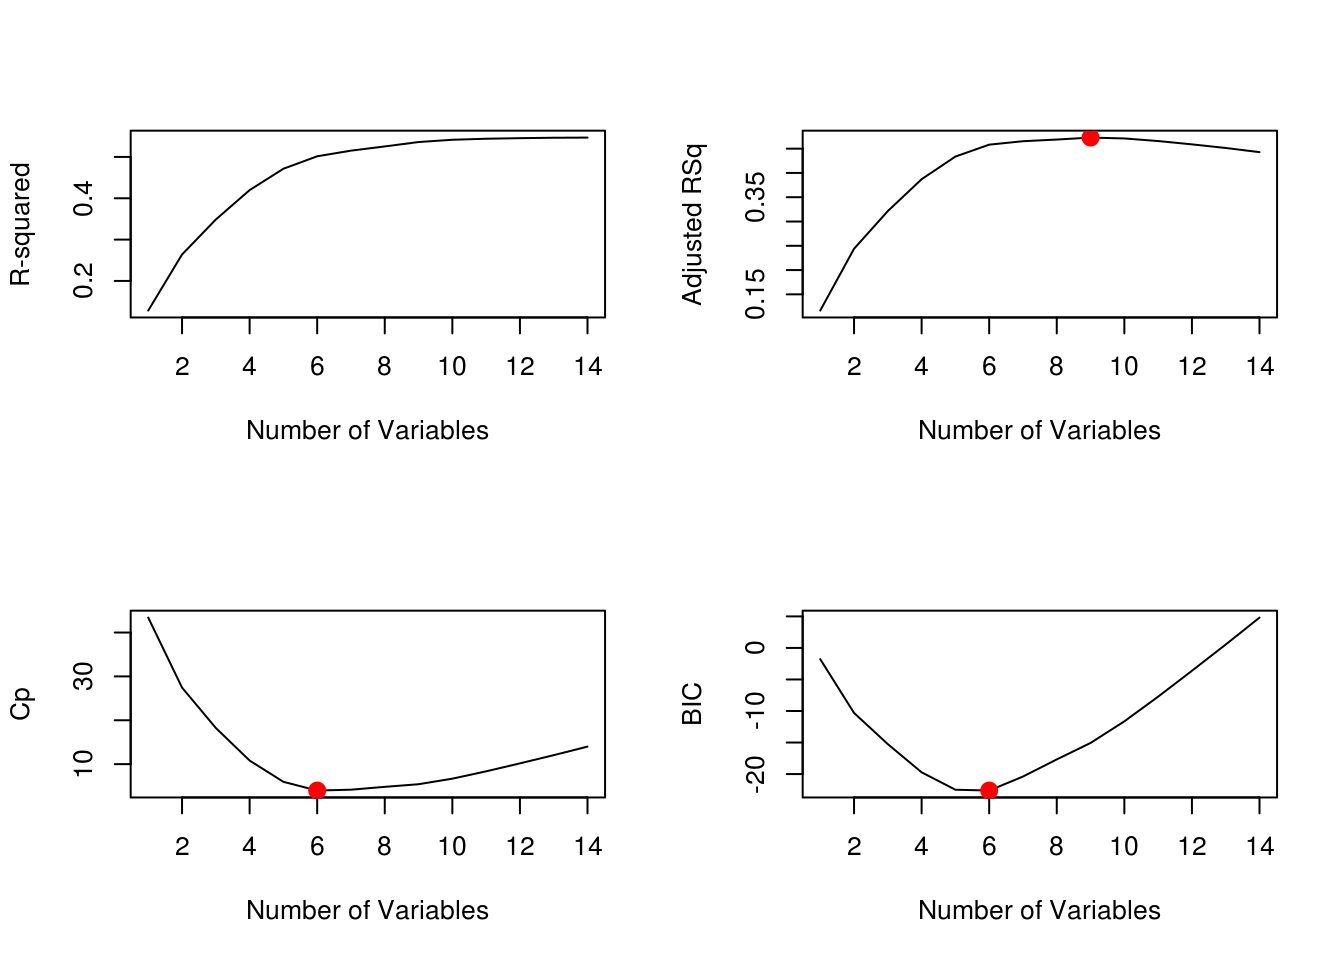 R-squared
0.4
0.2
2 4 6 8 10 12 14
Number of Variables
Adjusted RSq
0.35
0.15
2 4 6 8 10 12 14
Number of Variables
Cp
30
10
2 4 6 8 10 12 14
Number of Variables
BIC
0
-10
-20
2 4 6 8 10 12 14
Number of Variables